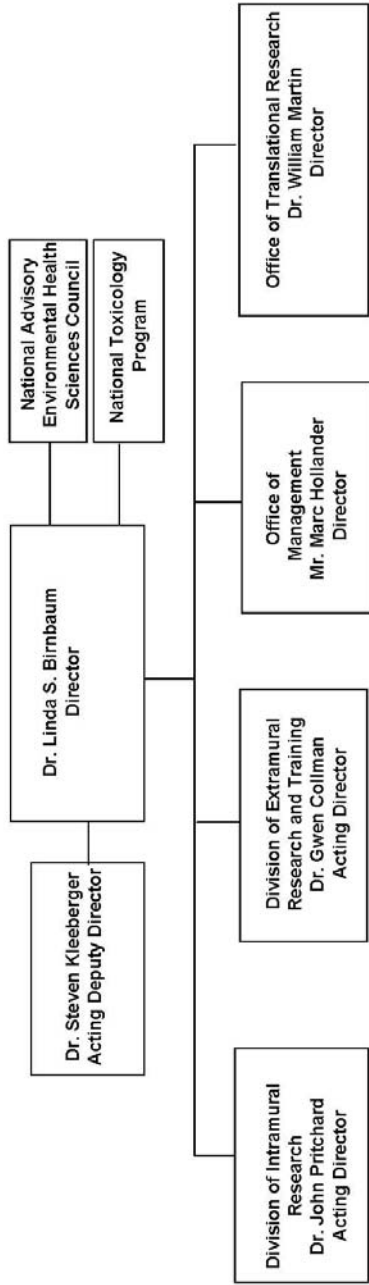 Dr. Steven Kleeberger
Acting Deputy Director
Dr. Linda S. Birnbaum
Director
National Advisory
Environmental Health
Sciences Council
National Toxicology
Program
Division of Intramural
Research
Dr. John Pritchard
Acting Director
Division of Extramural
Research and Training
Dr. Gwen Collman
Acting Director
Office of
Management
Mr. Marc Hollander
Director
Office of Translational Research
Dr. William Martin
Director